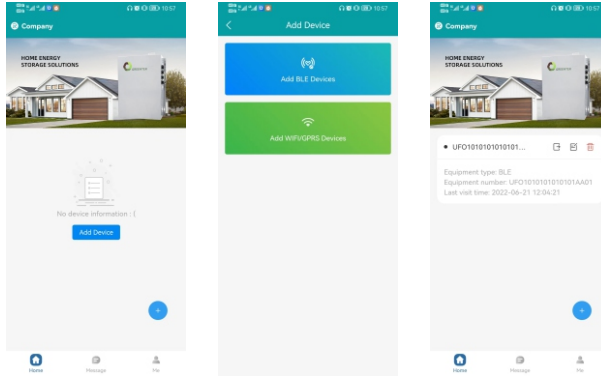 10:57
Company
HOME ENERGY
STORAGE SOLUTIONS
No device information : (
Add Device
Home
Message
Me
10:57
Add Device
Add BLE Devices
Add WIFI/GPRS Devices
10:57
Company
HOME ENERGY
STORAGE SOLUTIONS
UFO1010101010101...
Equipment type: BLE
Equipment number: UFO1010101010101AA01
Last visit time: 2022-06-21 12:04:21
Home
Message
Me